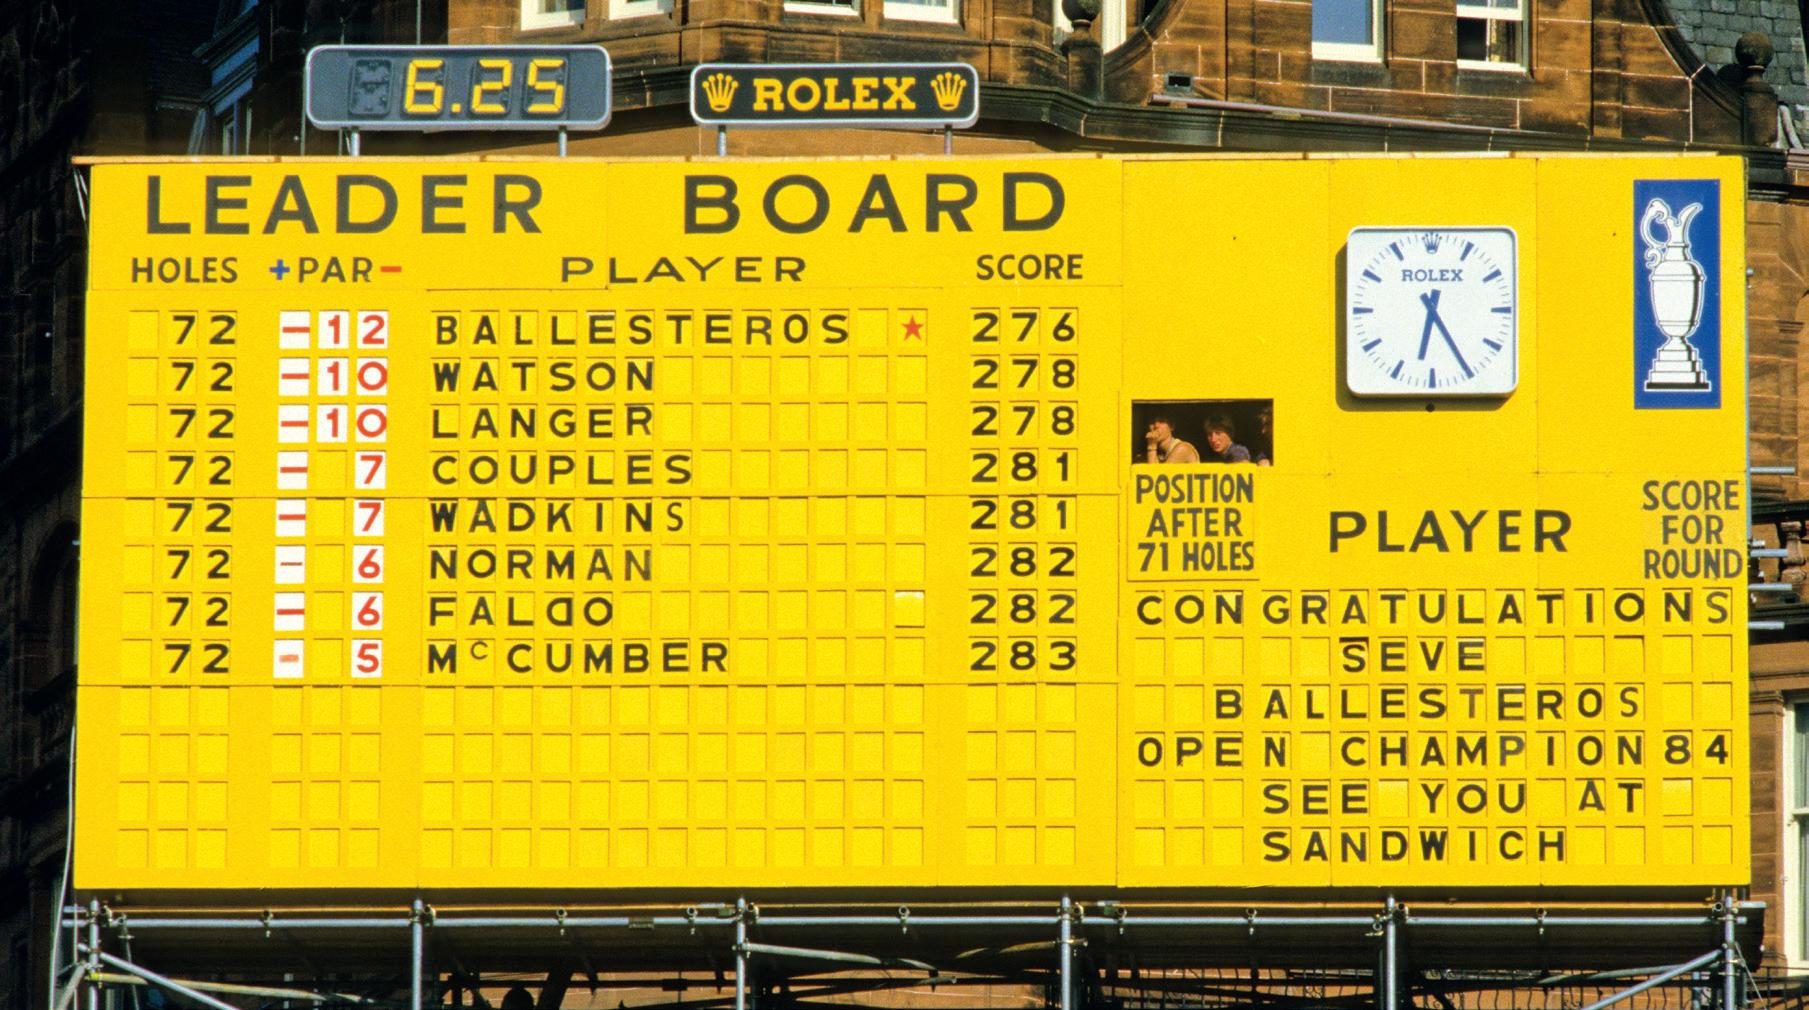 6.25
ROLEX
LEADER BOARD
HOLES +PAR- PLAYER SCORE
72 -12 BALLESTEROS ★ 276
72 -10 WATSON 278
72 -10 LANGER 278
72 - 7 COUPLES 281
72 - 7 WADKINS 281
72 - 6 NORMAN 282
72 - 6 FALDO 282
72 - 5 McCUMBER 283
ROLEX
POSITION
AFTER
71 HOLES
PLAYER
SCORE
FOR
ROUND
CONGRATULATIONS
SEVE
BALLESTEROS
OPEN CHAMPION 84
SEE YOU AT
SANDWICH